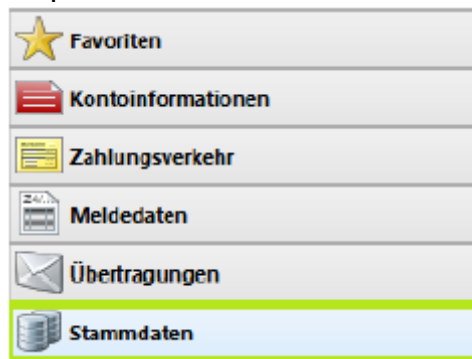 Favoriten
Kontoinformationen
Zahlungsverkehr
Meldedaten
Übertragungen
Stammdaten